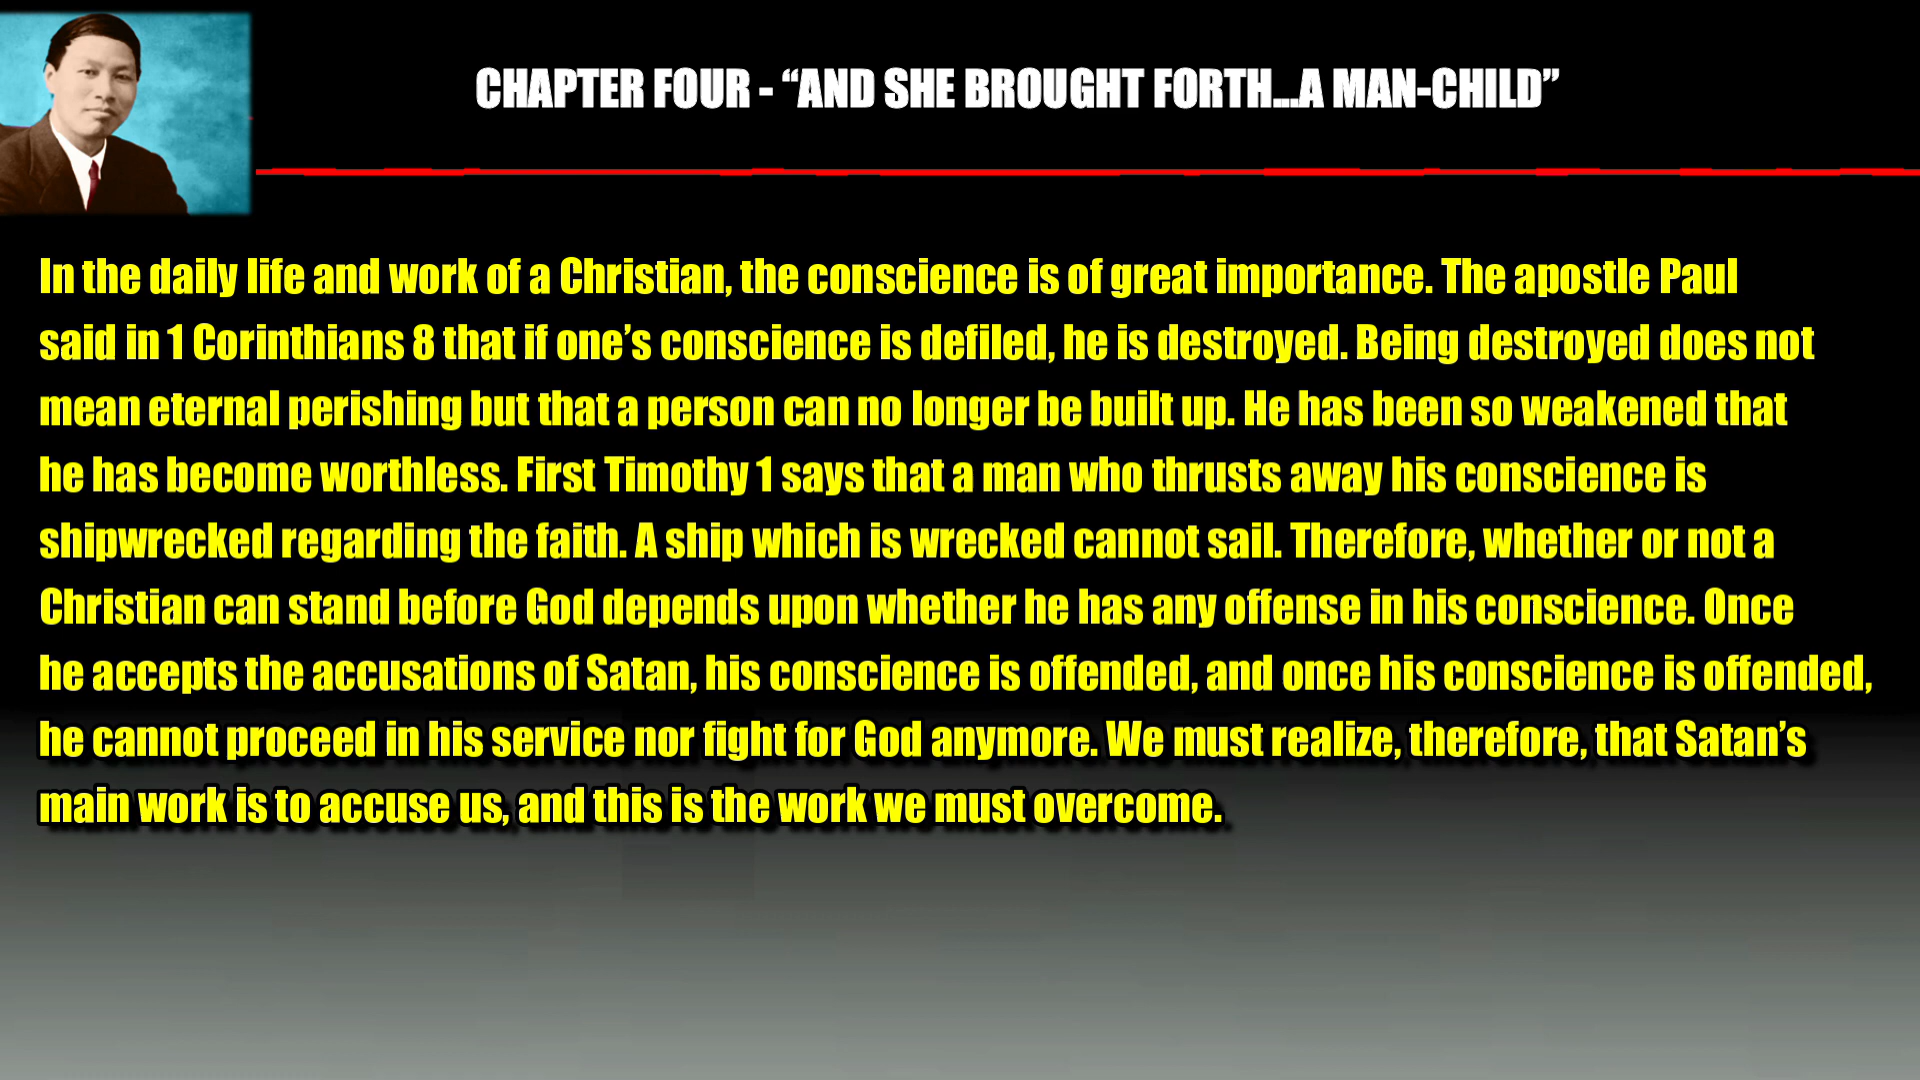 CHAPTER FOUR - “AND SHE BROUGHT FORTH...A MAN-CHILD”
In the daily life and work of a Christian, the conscience is of great importance. The apostle Paul
said in 1 Corinthians 8 that if one’s conscience is defiled, he is destroyed. Being destroyed does not
mean eternal perishing but that a person can no longer be built up. He has been so weakened that
he has become worthless. First Timothy 1 says that a man who thrusts away his conscience is
shipwrecked regarding the faith. A ship which is wrecked cannot sail. Therefore, whether or not a
Christian can stand before God depends upon whether he has any offense in his conscience. Once
he accepts the accusations of Satan, his conscience is offended, and once his conscience is offended,
he cannot proceed in his service nor fight for God anymore. We must realize, therefore, that Satan’s
main work is to accuse us, and this is the work we must overcome.